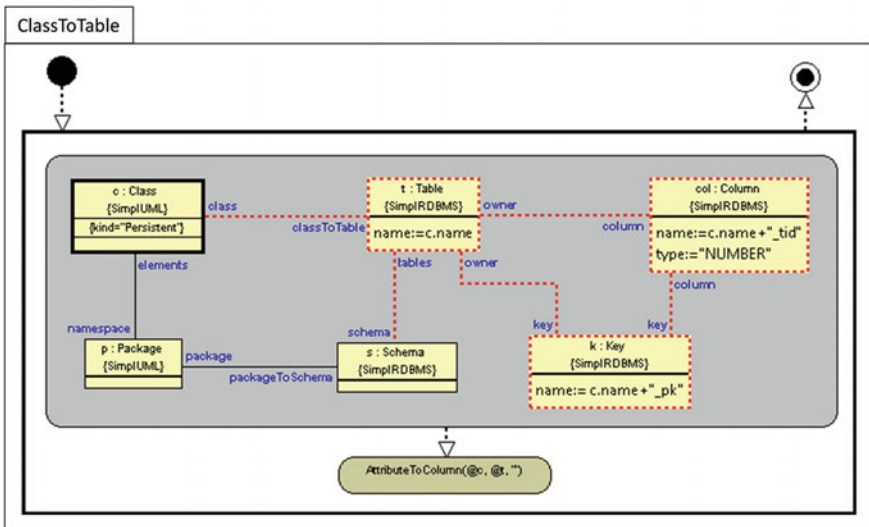 ClassToTable
c : Class
{SimplUML}
{kind="Persistent"}
class
classToTable
t : Table
{SimplRDBMS}
name:=c.name
owner
column
col : Column
{SimplRDBMS}
name:=c.name+"_tid"
type:="NUMBER"
elements
tables
owner
column
namespace
schema
key
key
p : Package
{SimplUML}
package
packageToSchema
s : Schema
{SimplRDBMS}
k : Key
{SimplRDBMS}
name:= c.name+"_pk"
AttributeToColumn(@c, @t, '')